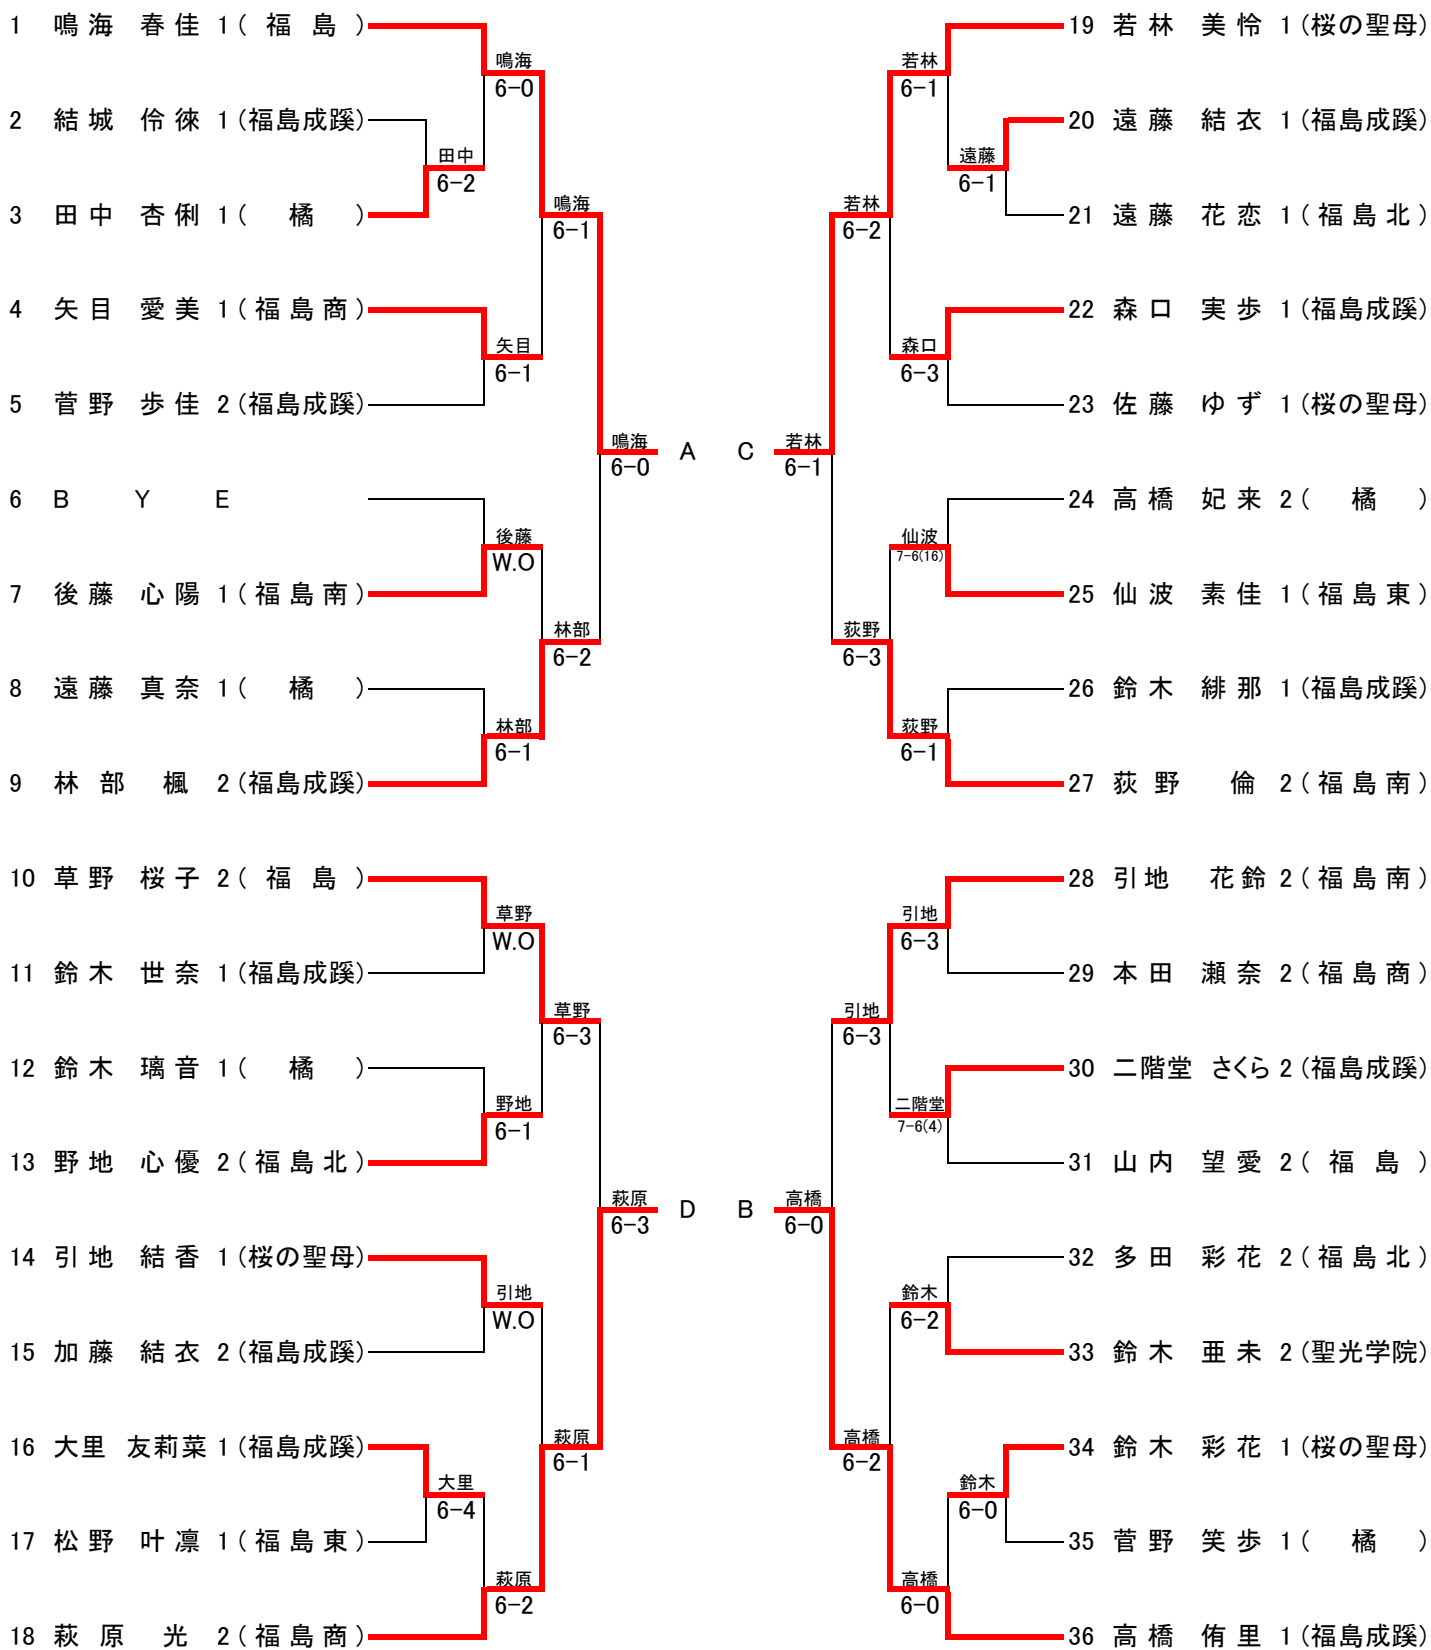 1 鳴海 春佳 1 (福島)
鳴海
6-0
2 結城 伶徠 1 (福島成蹊)
田中
6-2
3 田中 杏俐 1 (橘)
鳴海
6-1
4 矢目 愛美 1 (福島商)
矢目
6-1
5 菅野 歩佳 2 (福島成蹊)
鳴海
6-0
A
6 B Y E
後藤
W.O
7 後藤 心陽 1 (福島南)
林部
6-2
8 遠藤 真奈 1 (橘)
林部
6-1
9 林部 楓 2 (福島成蹊)
10 草野 桜子 2 (福島)
草野
W.O
11 鈴木 世奈 1 (福島成蹊)
草野
6-3
12 鈴木 璃音 1 (橘)
野地
6-1
13 野地 心優 2 (福島北)
萩原
6-3
D
14 引地 結香 1 (桜の聖母)
引地
W.O
15 加藤 結衣 2 (福島成蹊)
萩原
6-1
16 大里 友莉菜 1 (福島成蹊)
大里
6-4
17 松野 叶凛 1 (福島東)
萩原
6-2
18 萩原 光 2 (福島商)
19 若林 美怜 1 (桜の聖母)
若林
6-1
20 遠藤 結衣 1 (福島成蹊)
遠藤
6-1
21 遠藤 花恋 1 (福島北)
若林
6-2
22 森口 実歩 1 (福島成蹊)
森口
6-3
23 佐藤 ゆず 1 (桜の聖母)
C
若林
6-1
24 高橋 妃来 2 (橘)
仙波
7-6(16)
25 仙波 素佳 1 (福島東)
荻野
6-3
26 鈴木 緋那 1 (福島成蹊)
荻野
6-1
27 荻野 倫 2 (福島南)
28 引地 花鈴 2 (福島南)
引地
6-3
29 本田 瀬奈 2 (福島商)
引地
6-3
30 二階堂 さくら 2 (福島成蹊)
二階堂
7-6(4)
31 山内 望愛 2 (福島)
B
高橋
6-0
32 多田 彩花 2 (福島北)
鈴木
6-2
33 鈴木 亜未 2 (聖光学院)
高橋
6-2
34 鈴木 彩花 1 (桜の聖母)
鈴木
6-0
35 菅野 笑歩 1 (橘)
高橋
6-0
36 高橋 侑里 1 (福島成蹊)